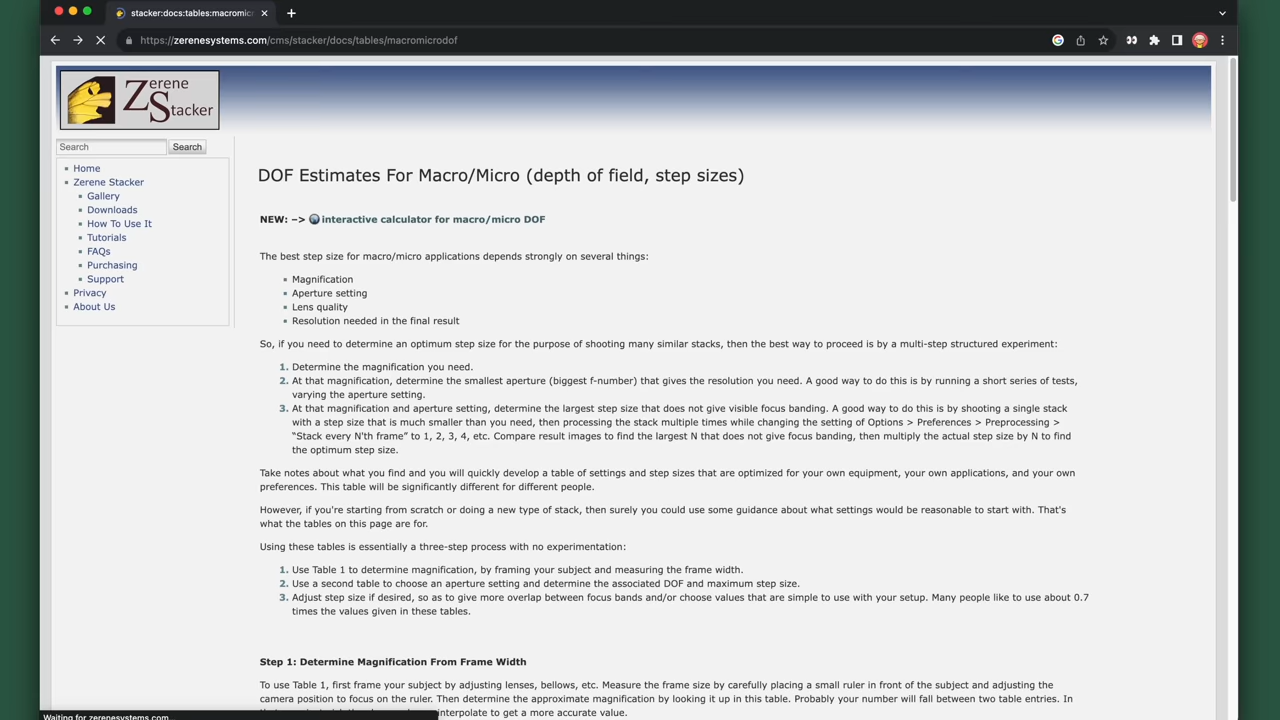 stacker:docs:tables:macromicr
https://zerenesystems.com/cms/stacker/docs/tables/macromicrodof
Zerene
Stacker
Search
Search
Home
Zerene Stacker
Gallery
Downloads
How To Use It
Tutorials
FAQs
Purchasing
Support
Privacy
About Us
DOF Estimates For Macro/Micro (depth of field, step sizes)
NEW: –> interactive calculator for macro/micro DOF
The best step size for macro/micro applications depends strongly on several things:
Magnification
Aperture setting
Lens quality
Resolution needed in the final result
So, if you need to determine an optimum step size for the purpose of shooting many similar stacks, then the best way to proceed is by a multi-step structured experiment:
1. Determine the magnification you need.
2. At that magnification, determine the smallest aperture (biggest f-number) that gives the resolution you need. A good way to do this is by running a short series of tests,
varying the aperture setting.
3. At that magnification and aperture setting, determine the largest step size that does not give visible focus banding. A good way to do this is by shooting a single stack
with a step size that is much smaller than you need, then processing the stack multiple times while changing the setting of Options > Preferences > Preprocessing >
“Stack every N'th frame” to 1, 2, 3, 4, etc. Compare result images to find the largest N that does not give focus banding, then multiply the actual step size by N to find
the optimum step size.
Take notes about what you find and you will quickly develop a table of settings and step sizes that are optimized for your own equipment, your own applications, and your own
preferences. This table will be significantly different for different people.
However, if you're starting from scratch or doing a new type of stack, then surely you could use some guidance about what settings would be reasonable to start with. That's
what the tables on this page are for.
Using these tables is essentially a three-step process with no experimentation:
1. Use Table 1 to determine magnification, by framing your subject and measuring the frame width.
2. Use a second table to choose an aperture setting and determine the associated DOF and maximum step size.
3. Adjust step size if desired, so as to give more overlap between focus bands and/or choose values that are simple to use with your setup. Many people like to use about 0.7
times the values given in these tables.
Step 1: Determine Magnification From Frame Width
To use Table 1, first frame your subject by adjusting lenses, bellows, etc. Measure the frame size by carefully placing a small ruler in front of the subject and adjusting the
camera position to focus on the ruler. Then determine the approximate magnification by looking it up in this table. Probably your number will fall between two table entries. In
interpolate to get a more accurate value.
Waiting for zerenesystems.com...